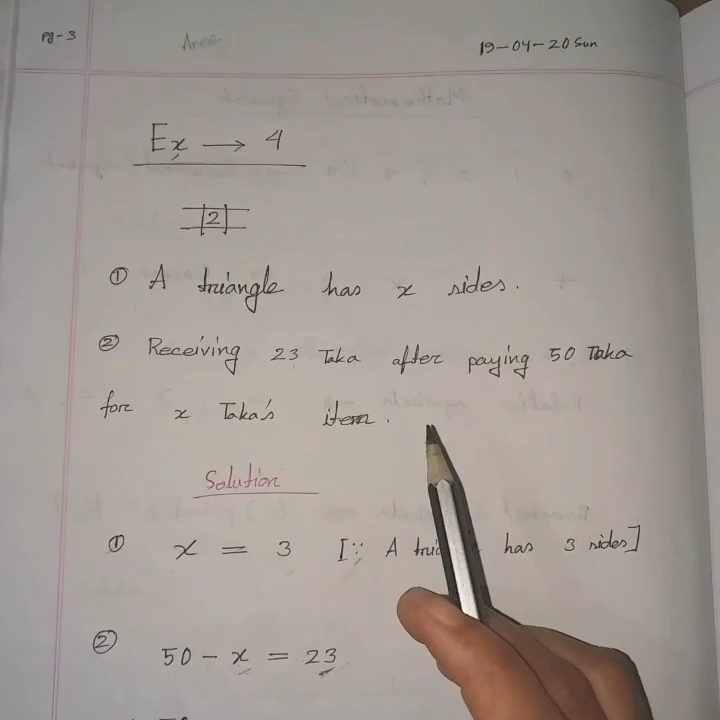 Pg-3
Area
19-04-20 Sun
Ex → 4
2
① A triangle has x sides.
② Receiving 23 Taka after paying 50 Taka
for x Taka's item.
Solution
① x = 3 [∵ A has 3 sides]
② 50 - x = 23